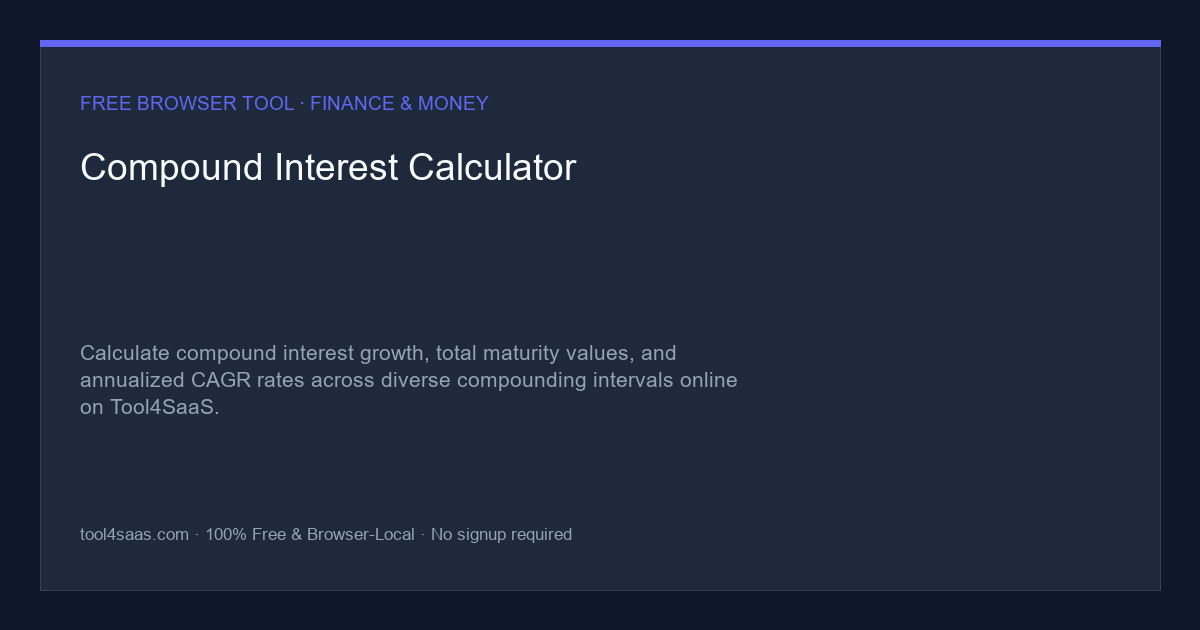 FREE BROWSER TOOL · FINANCE & MONEY
Compound Interest Calculator
Calculate compound interest growth, total maturity values, and
annualized CAGR rates across diverse compounding intervals online
on Tool4SaaS.
tool4saas.com · 100% Free & Browser-Local · No signup required